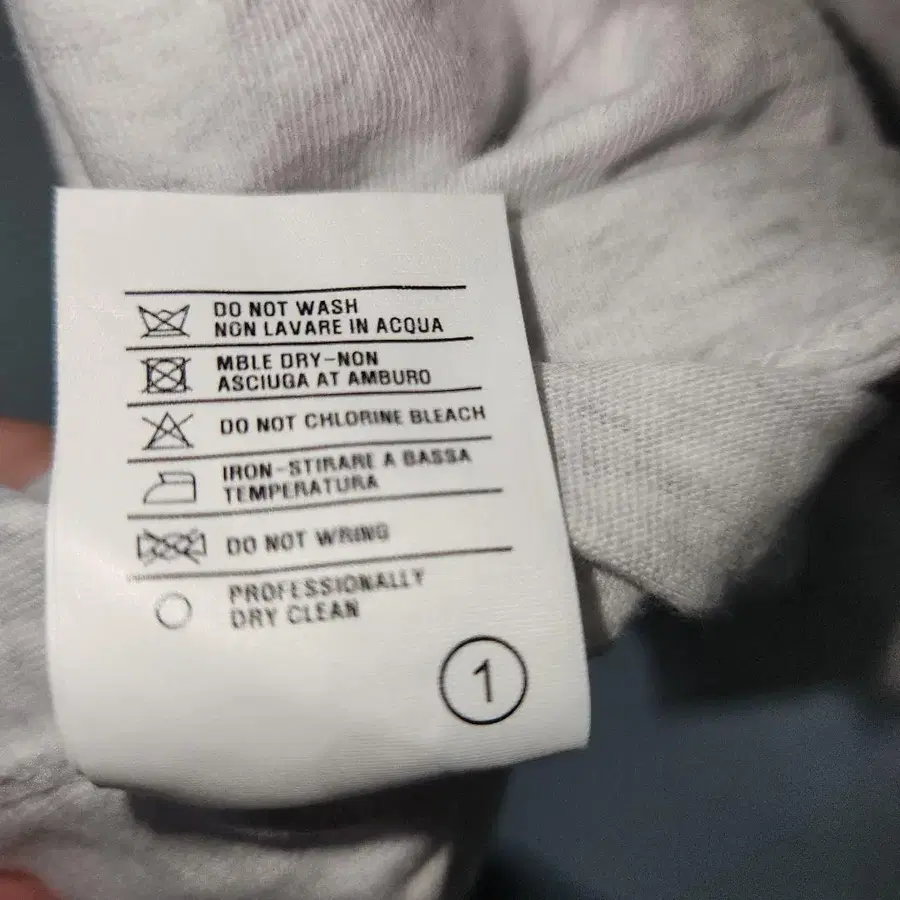 DO NOT WASH
NON LAVARE IN ACQUA
MBLE DRY-NON
ASCIUGA AT AMBURO
DO NOT CHLORINE BLEACH
IRON-STIRARE A BASSA
TEMPERATURA
DO NOT WRING
PROFESSIONALLY
DRY CLEAN
1